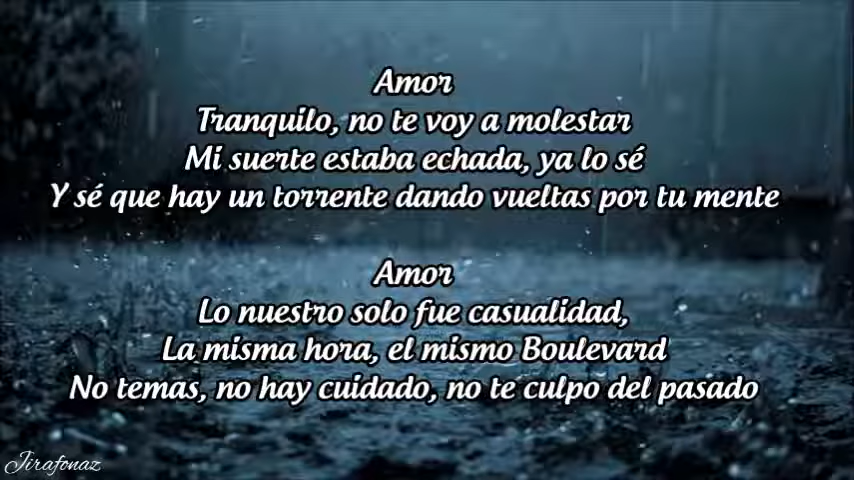 Amor
Tranquilo, no te voy a molestar
Mi suerte estaba echada, ya lo sé
Y sé que hay un torrente dando vueltas por tu mente
Amor
Lo nuestro solo fue casualidad,
La misma hora, el mismo Boulevard
No temas, no hay cuidado, no te culpo del pasado
Jirafonaz